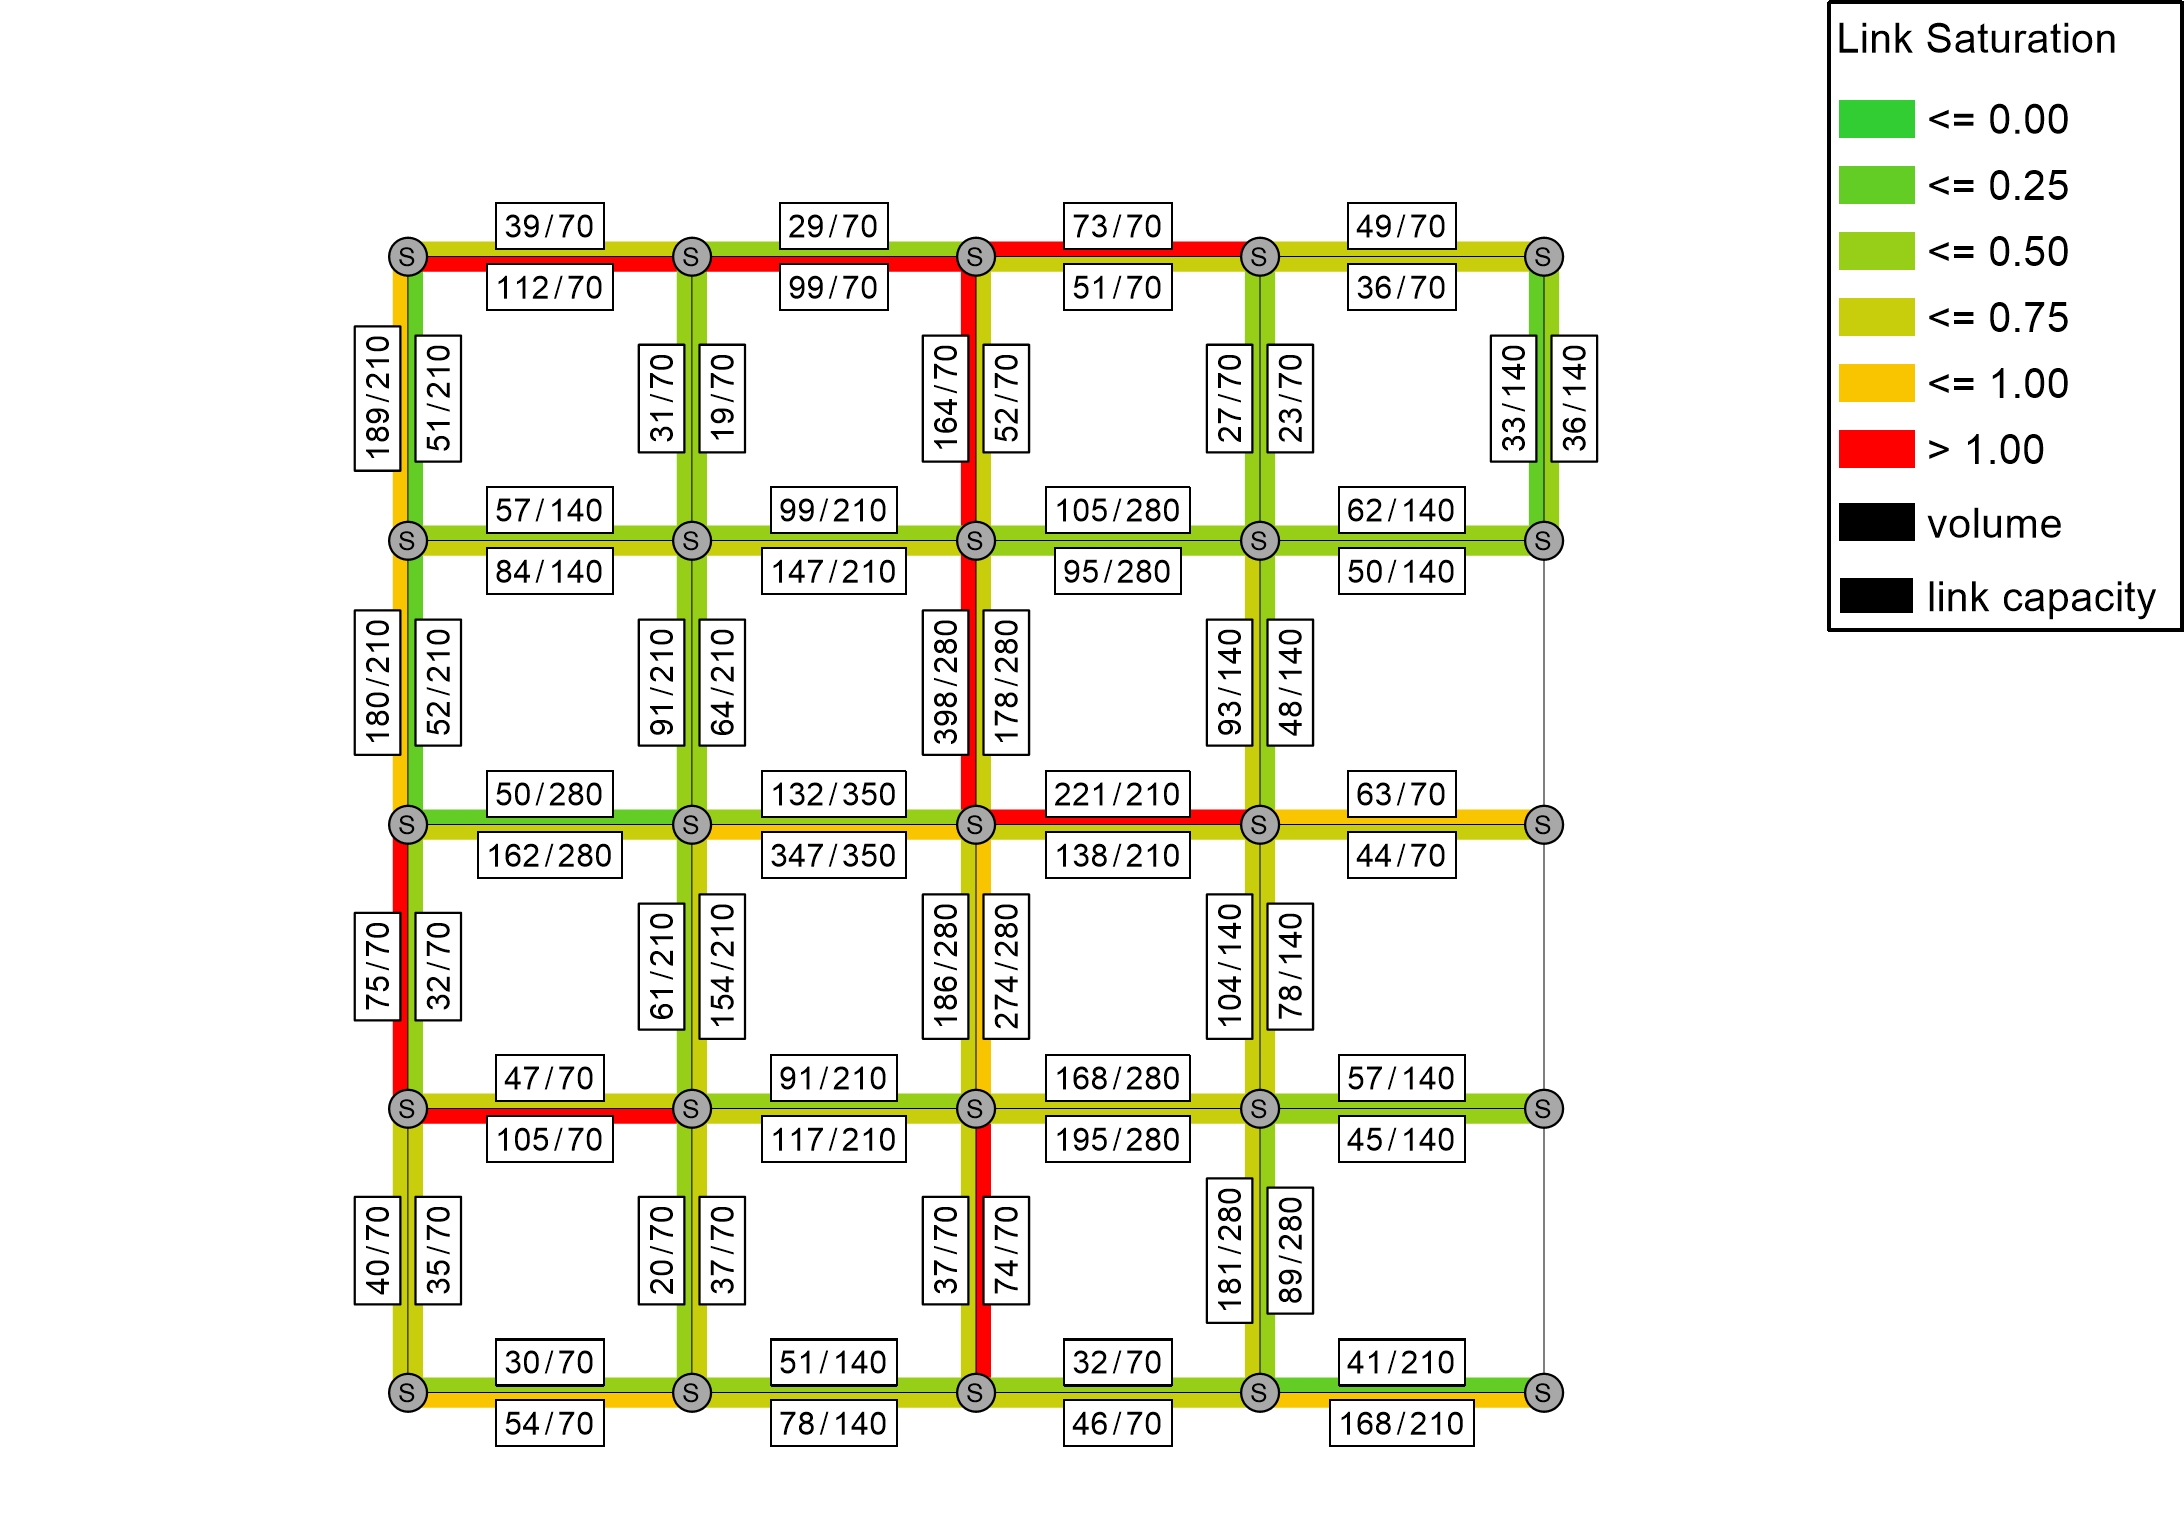 Link Saturation
<= 0.00
<= 0.25
<= 0.50
<= 0.75
<= 1.00
> 1.00
volume
link capacity
39/70 29/70 73/70 49/70
S S S S S
112/70 99/70 51/70 36/70
189/210 51/210 31/70 19/70 164/70 52/70 27/70 23/70 33/140 36/140
57/140 99/210 105/280 62/140
S S S S S
84/140 147/210 95/280 50/140
180/210 52/210 91/210 64/210 398/280 178/280 93/140 48/140
50/280 132/350 221/210 63/70
S S S S S
162/280 347/350 138/210 44/70
75/70 32/70 61/210 154/210 186/280 274/280 104/140 78/140
47/70 91/210 168/280 57/140
S S S S S
105/70 117/210 195/280 45/140
40/70 35/70 20/70 37/70 37/70 74/70 181/280 89/280
30/70 51/140 32/70 41/210
S S S S S
54/70 78/140 46/70 168/210